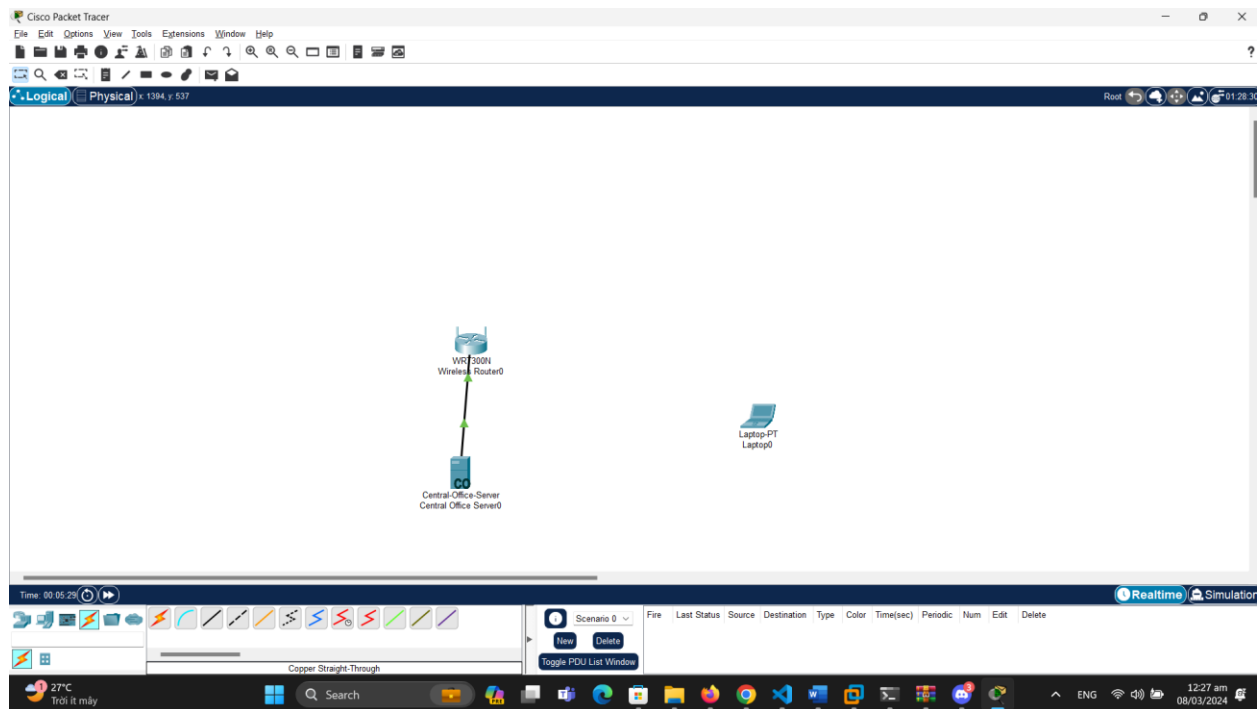 Cisco Packet Tracer
File Edit Options View Tools Extensions Window Help
?
Logical Physical x: 1394, y: 537 Root 01:28:30
WRT300N
Wireless Router0
Laptop-PT
Laptop0
CO
Central-Office-Server
Central Office Server0
Time: 00:05:29 Realtime Simulation
Scenario 0 Fire Last Status Source Destination Type Color Time(sec) Periodic Num Edit Delete
New Delete
Toggle PDU List Window
Copper Straight-Through
27°C
Trời ít mây
Search
ENG
12:27 am
08/03/2024